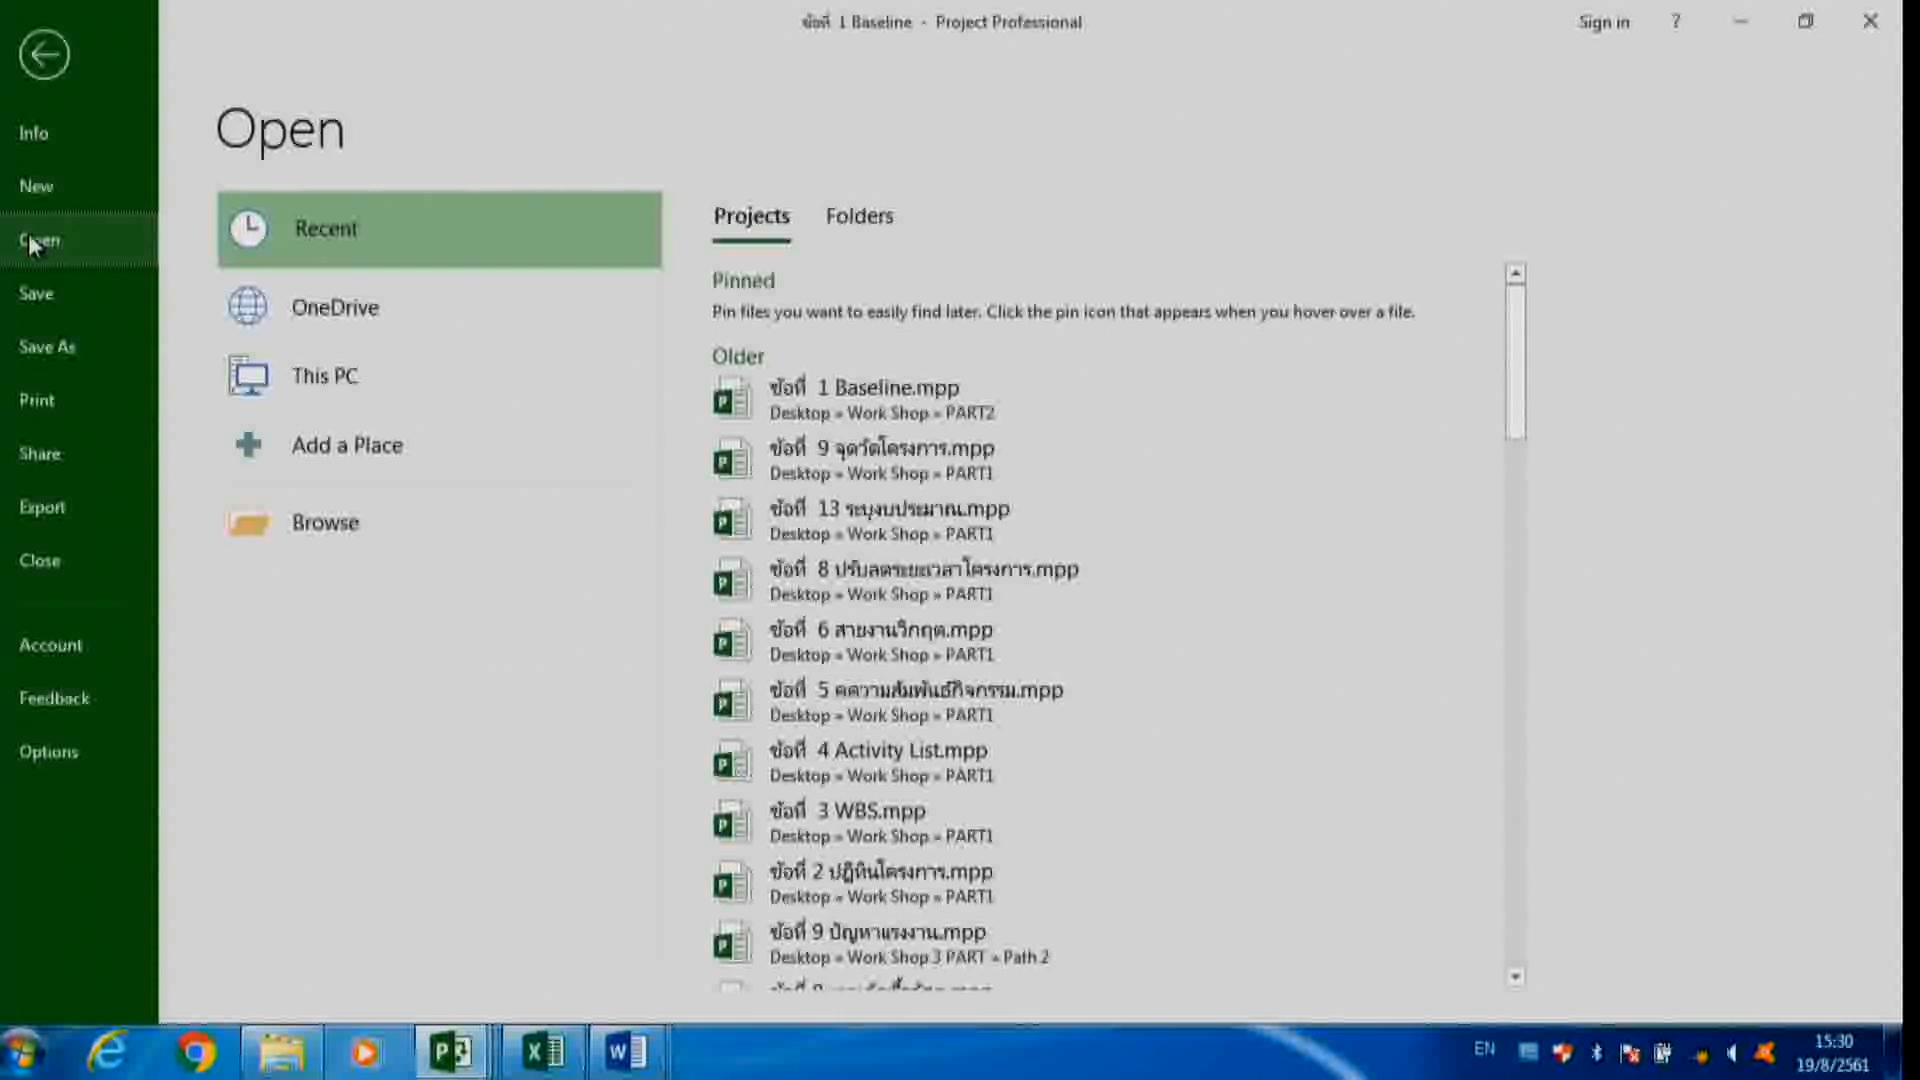 ข้อที่ 1 Baseline - Project Professional
Sign in
?
Info
New
Open
Save
Save As
Print
Share
Export
Close
Account
Feedback
Options
Open
Recent
OneDrive
This PC
Add a Place
Browse
Projects Folders
Pinned
Pin files you want to easily find later. Click the pin icon that appears when you hover over a file.
Older
ข้อที่ 1 Baseline.mpp
Desktop » Work Shop » PART2
ข้อที่ 9 จุดวัดโครงการ.mpp
Desktop » Work Shop » PART1
ข้อที่ 13 ระบุงบประมาณ.mpp
Desktop » Work Shop » PART1
ข้อที่ 8 ปรับลดระยะเวลาโครงการ.mpp
Desktop » Work Shop » PART1
ข้อที่ 6 สายงานวิกฤต.mpp
Desktop » Work Shop » PART1
ข้อที่ 5 คความสัมพันธ์กิจกรรม.mpp
Desktop » Work Shop » PART1
ข้อที่ 4 Activity List.mpp
Desktop » Work Shop » PART1
ข้อที่ 3 WBS.mpp
Desktop » Work Shop » PART1
ข้อที่ 2 ปฏิทินโครงการ.mpp
Desktop » Work Shop » PART1
ข้อที่ 9 ปัญหาแรงงาน.mpp
Desktop » Work Shop 3 PART » Path 2
EN
15:30
19/8/2561